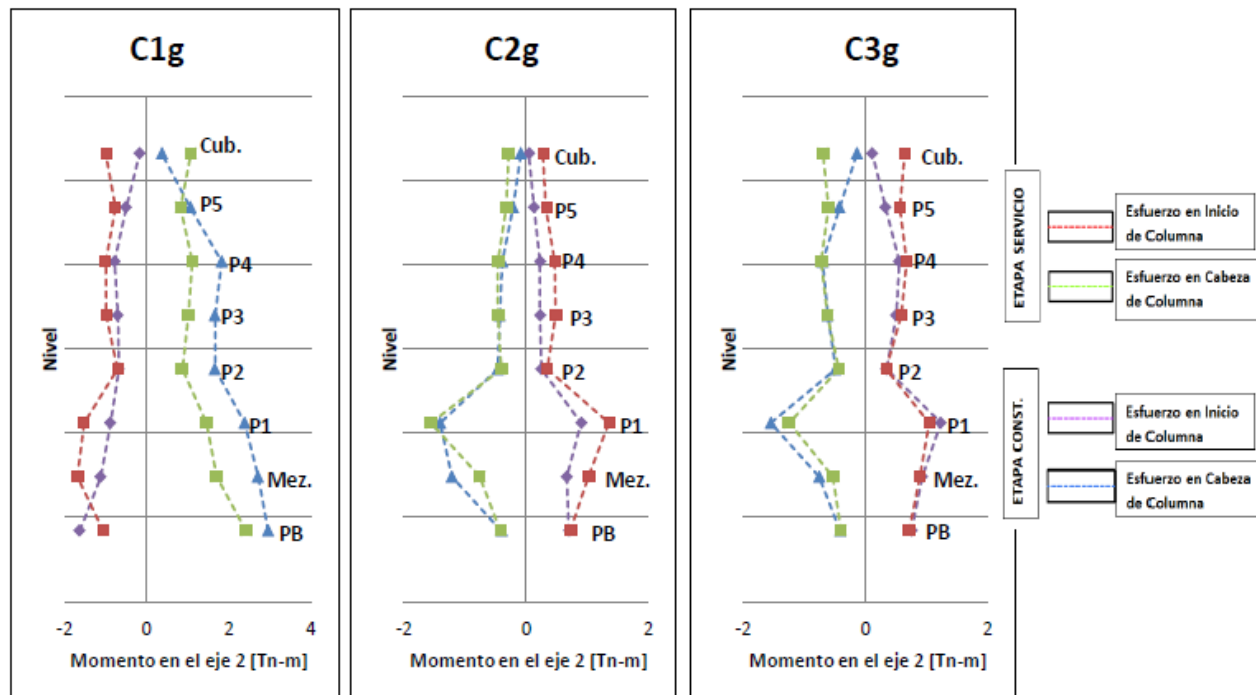 C1g
Cub.
P5
P4
P3
P2
P1
Mez.
PB
Nivel
-2 0 2 4
Momento en el eje 2 [Tn-m]
C2g
Cub.
P5
P4
P3
P2
P1
Mez.
PB
Nivel
-2 0 2
Momento en el eje 2 [Tn-m]
C3g
Cub.
P5
P4
P3
P2
P1
Mez.
PB
Nivel
-2 0 2
Momento en el eje 2 [Tn-m]
ETAPA SERVICIO
Esfuerzo en Inicio
de Columna
Esfuerzo en Cabeza
de Columna
ETAPA CONST.
Esfuerzo en Inicio
de Columna
Esfuerzo en Cabeza
de Columna